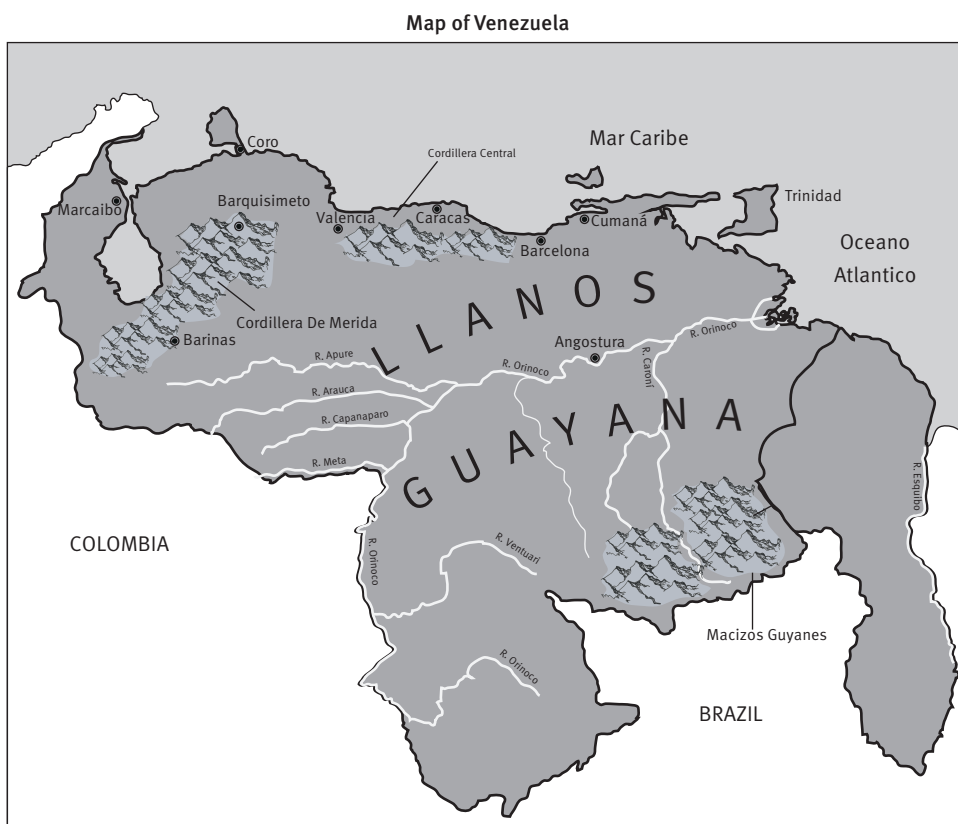 Map of Venezuela
Coro
Mar Caribe
Cordillera Central
Trinidad
Marcaibo
Barquisimeto
Valencia
Caracas
Cumaná
Barcelona
Oceano
Atlantico
LLANOS
Cordillera De Merida
Barinas
Angostura
R. Orinoco
R. Apure
R. Orinoco
R. Caroní
R. Arauca
R. Capanaparo
GUAYANA
R. Meta
R. Esquibo
COLOMBIA
R. Orinoco
R. Ventuari
Macizos Guyanes
R. Orinoco
BRAZIL